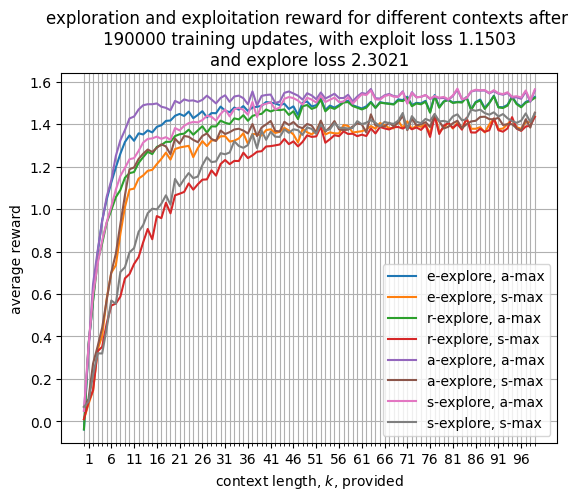 exploration and exploitation reward for different contexts after
190000 training updates, with exploit loss 1.1503
and explore loss 2.3021
1.6
1.4
1.2
1.0
0.8
0.6
0.4
0.2
0.0
average reward
e-explore, a-max
e-explore, s-max
r-explore, a-max
r-explore, s-max
a-explore, a-max
a-explore, s-max
s-explore, a-max
s-explore, s-max
1 6 11 16 21 26 31 36 41 46 51 56 61 66 71 76 81 86 91 96
context length, k, provided